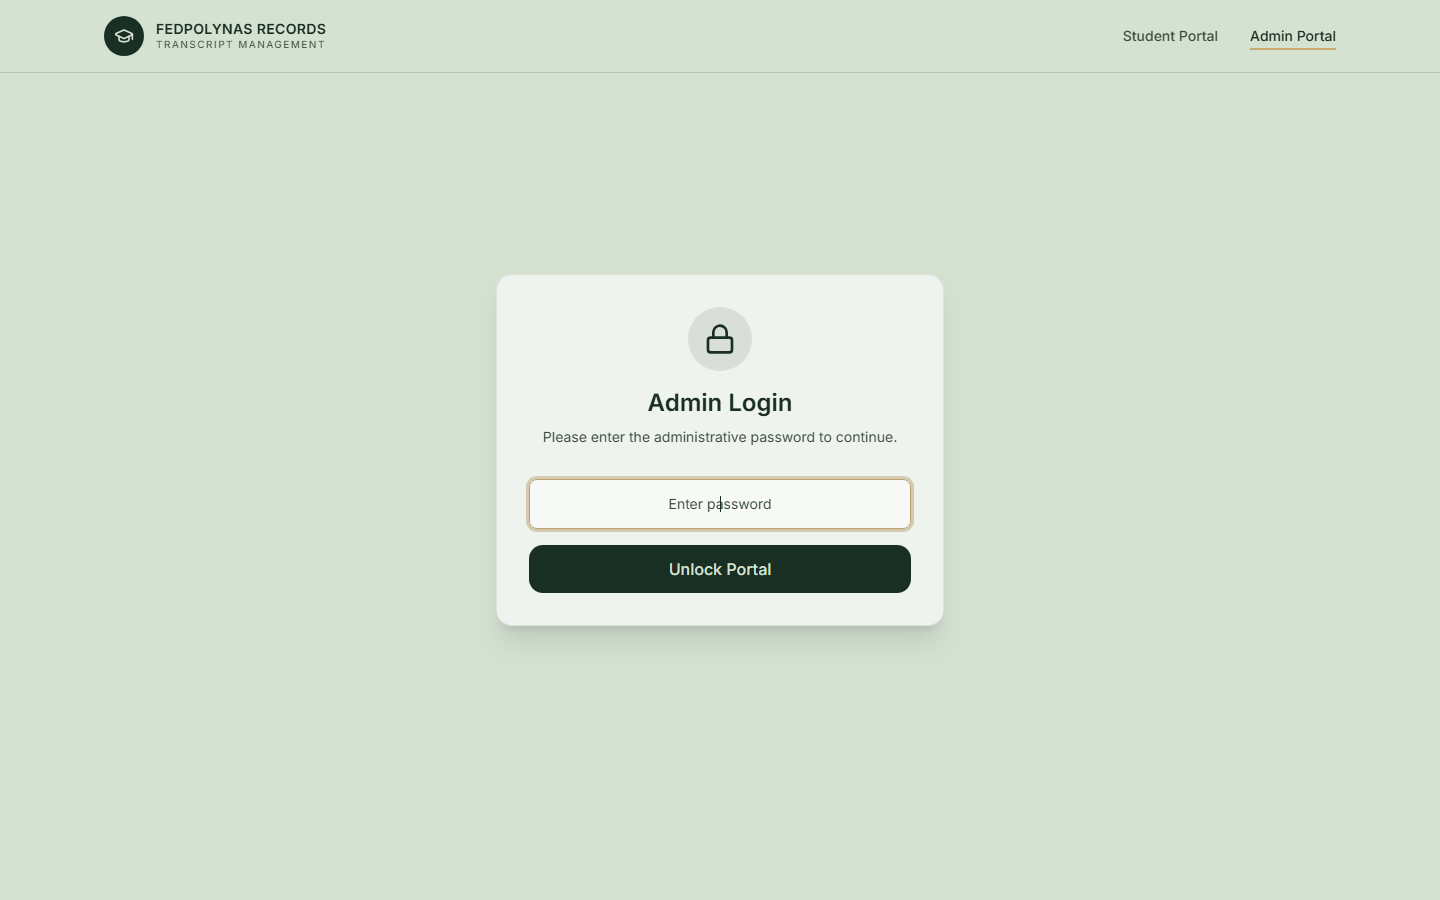 FEDPOLYNAS RECORDS
TRANSCRIPT MANAGEMENT
Student Portal
Admin Portal
Admin Login
Please enter the administrative password to continue.
Enter password
Unlock Portal